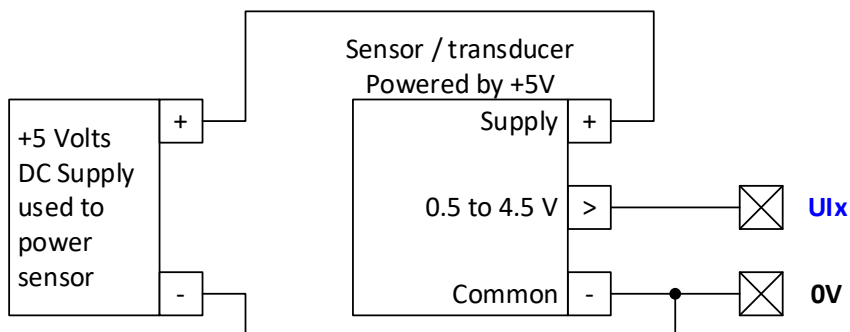 Sensor / transducer
Powered by +5V
+5 Volts
DC Supply
used to
power
sensor
+
-
Supply
+
0.5 to 4.5 V
>
UIx
Common
-
0V